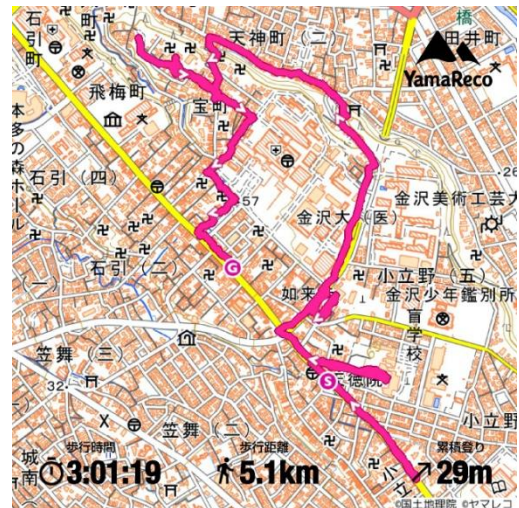 石引町
天神町(二)
橋
田井町
YamaReco
飛梅町
宝町
本多の森ホール
石引(四)
57
金沢大(医)
金沢美術工芸大
石引(二)
G
小立野(五)
如来
金沢少年鑑別所
盲学校
(一)
笠舞(三)
32
S
徳院
小立野
笠舞(二)
城南
小立
歩行時間
3:01:19
歩行距離
5.1km
累積登り
29m
©国土地理院 ©ヤマレコ